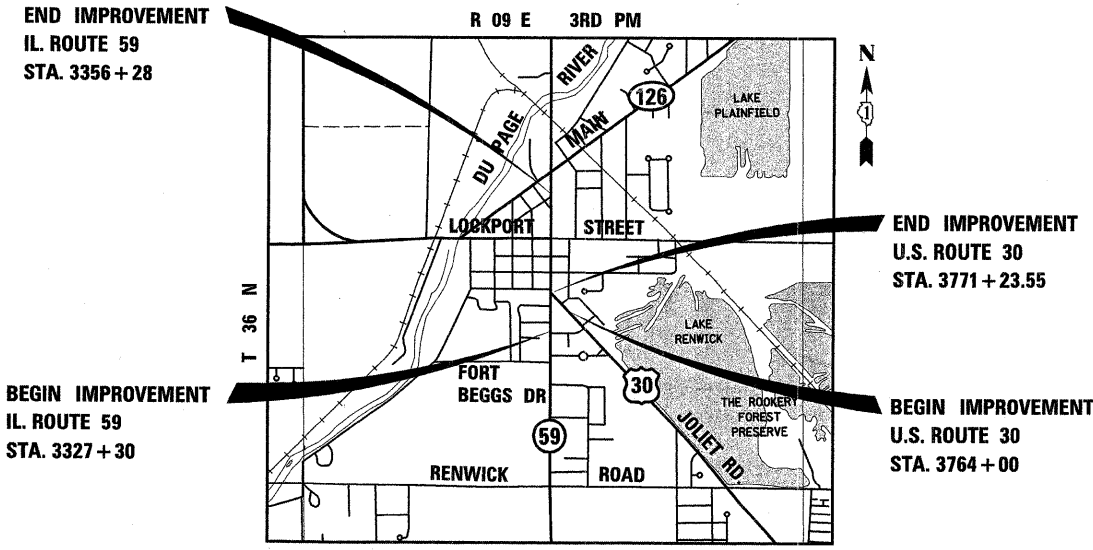 END IMPROVEMENT
IL. ROUTE 59
STA. 3356+28
R 09 E 3RD PM
N
1
RIVER
126
LAKE
PLAINFIELD
DU PAGE
MAIN
LOCKPORT STREET
END IMPROVEMENT
U.S. ROUTE 30
STA. 3771+23.55
T 36 N
LAKE
RENWICK
BEGIN IMPROVEMENT
IL. ROUTE 59
STA. 3327+30
FORT
BEGGS DR
30
THE ROOKERY
FOREST
PRESERVE
BEGIN IMPROVEMENT
U.S. ROUTE 30
STA. 3764+00
59
JOLIET RD.
RENWICK ROAD